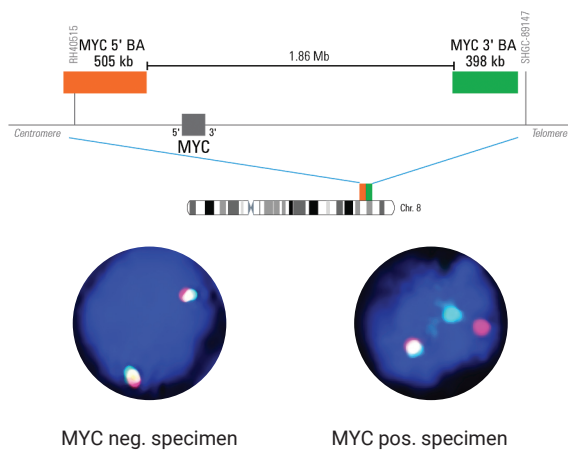 RH40515
MYC 5' BA
505 kb
1.86 Mb
MYC 3' BA
398 kb
SHGC-89147
Centromere
5'
3'
MYC
Telomere
Chr. 8
MYC neg. specimen
MYC pos. specimen